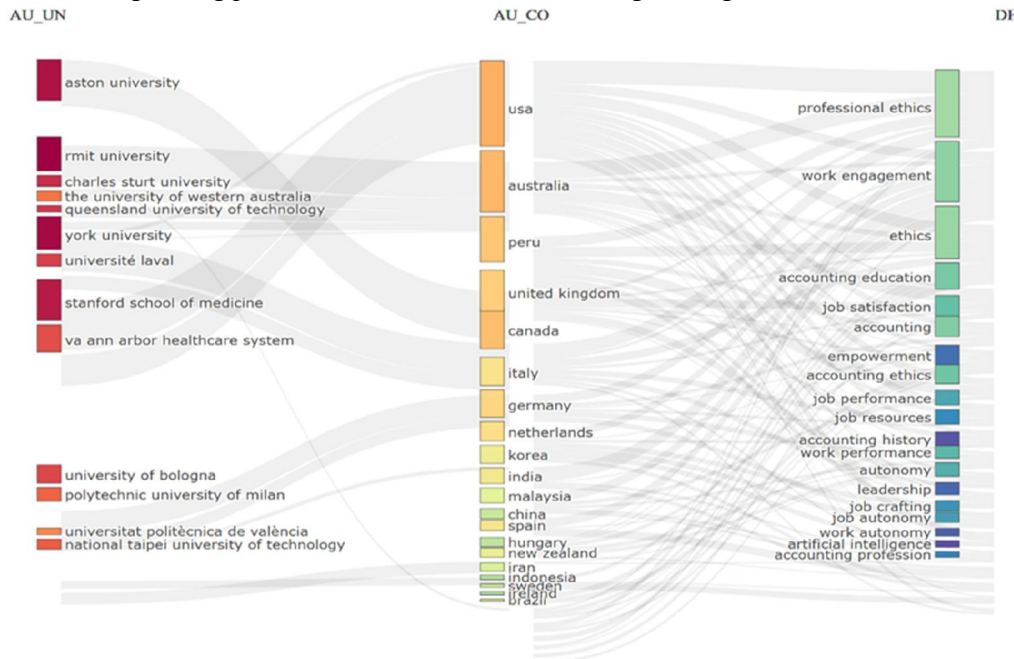 AU_UN
AU_CO
DE
aston university
rmit university
charles sturt university
the university of western australia
queensland university of technology
york university
université laval
stanford school of medicine
va ann arbor healthcare system
university of bologna
polytechnic university of milan
universitat politècnica de valència
national taipei university of technology
usa
australia
peru
united kingdom
canada
italy
germany
netherlands
korea
india
malaysia
china
spain
hungary
new zealand
iran
indonesia
sweden
ireland
brazil
professional ethics
work engagement
ethics
accounting education
job satisfaction
accounting
empowerment
accounting ethics
job performance
job resources
accounting history
work performance
autonomy
leadership
job crafting
job autonomy
work autonomy
artificial intelligence
accounting profession